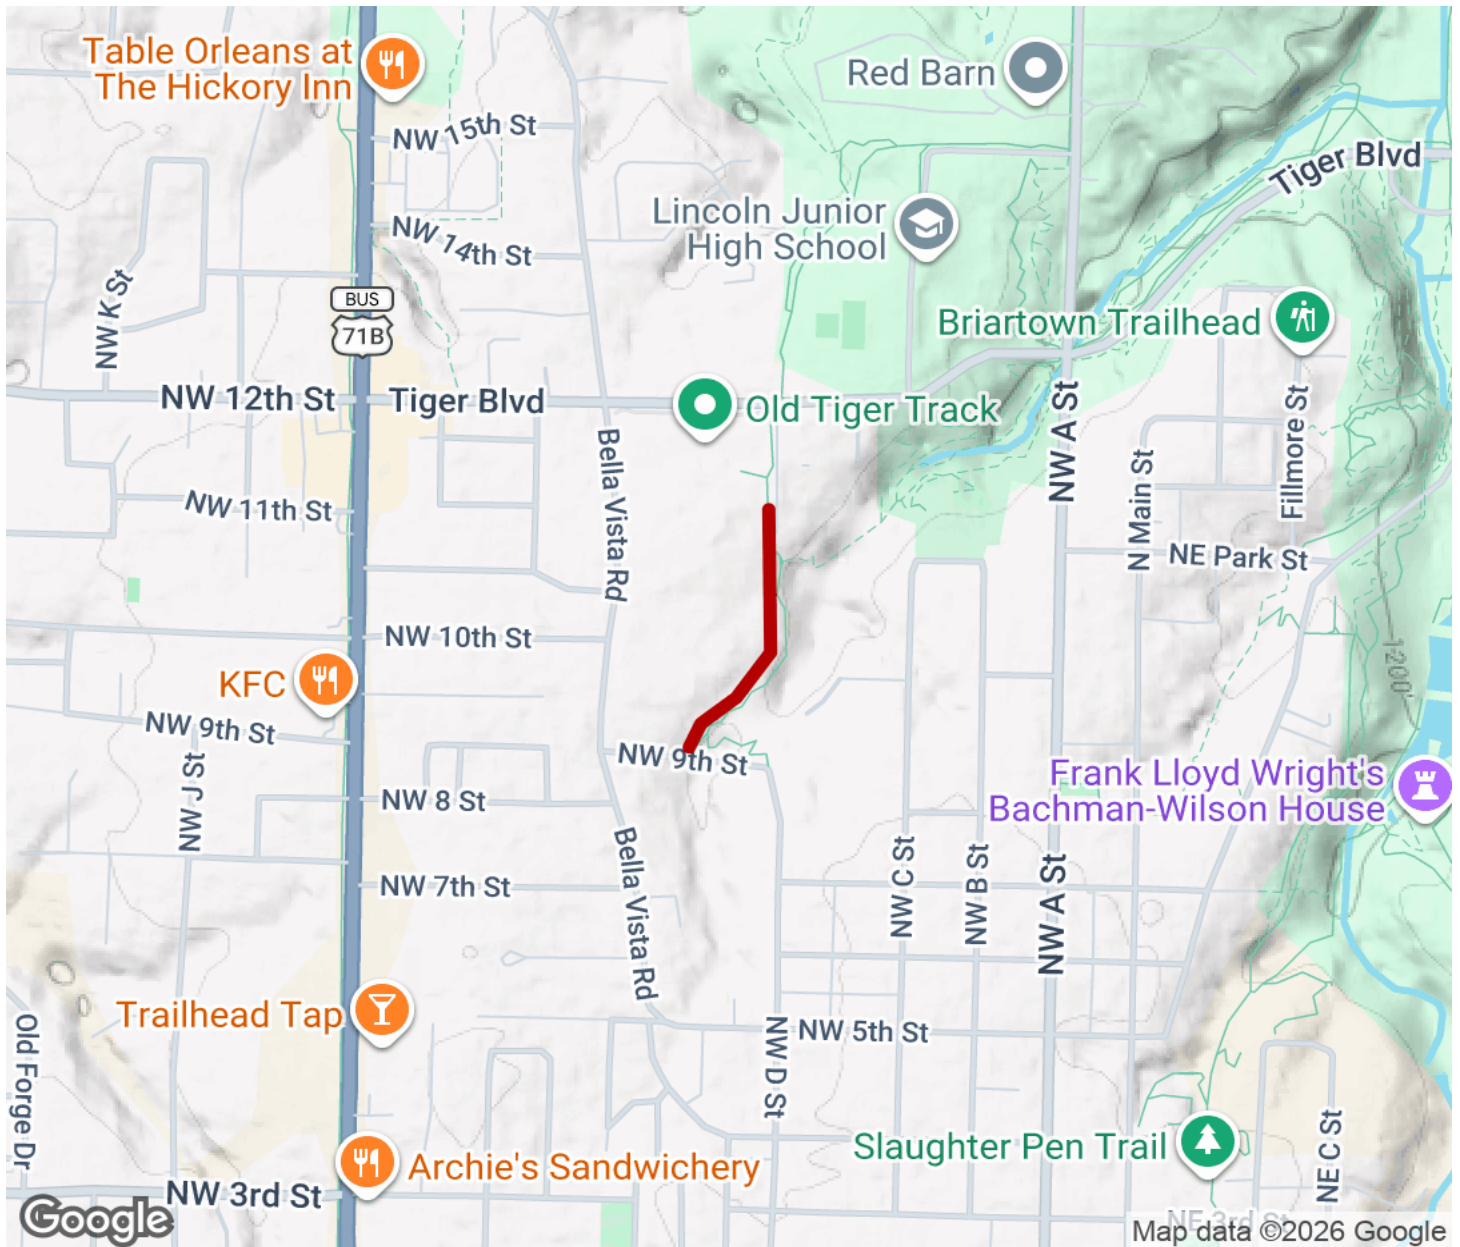 Table Orleans at
The Hickory Inn
Red Barn
NW 15th St
Tiger Blvd
Lincoln Junior
High School
NW 14th St
NW K St
BUS
71B
Briartown Trailhead
NW 12th St
Tiger Blvd
Old Tiger Track
NW A St
Fillmore St
Bella Vista Rd
N Main St
NW 11th St
NE Park St
NW 10th St
1,200'
KFC
NW 9th St
NW 9th St
NW J St
Frank Lloyd Wright's
Bachman-Wilson House
NW 8 St
Bella Vista Rd
NW C St
NW B St
NW A St
NW 7th St
Trailhead Tap
Old Forge Dr
NW D St
NW 5th St
Slaughter Pen Trail
NE C St
Archie's Sandwichery
NW 3rd St
NE 3rd St
Google
Map data ©2026 Google